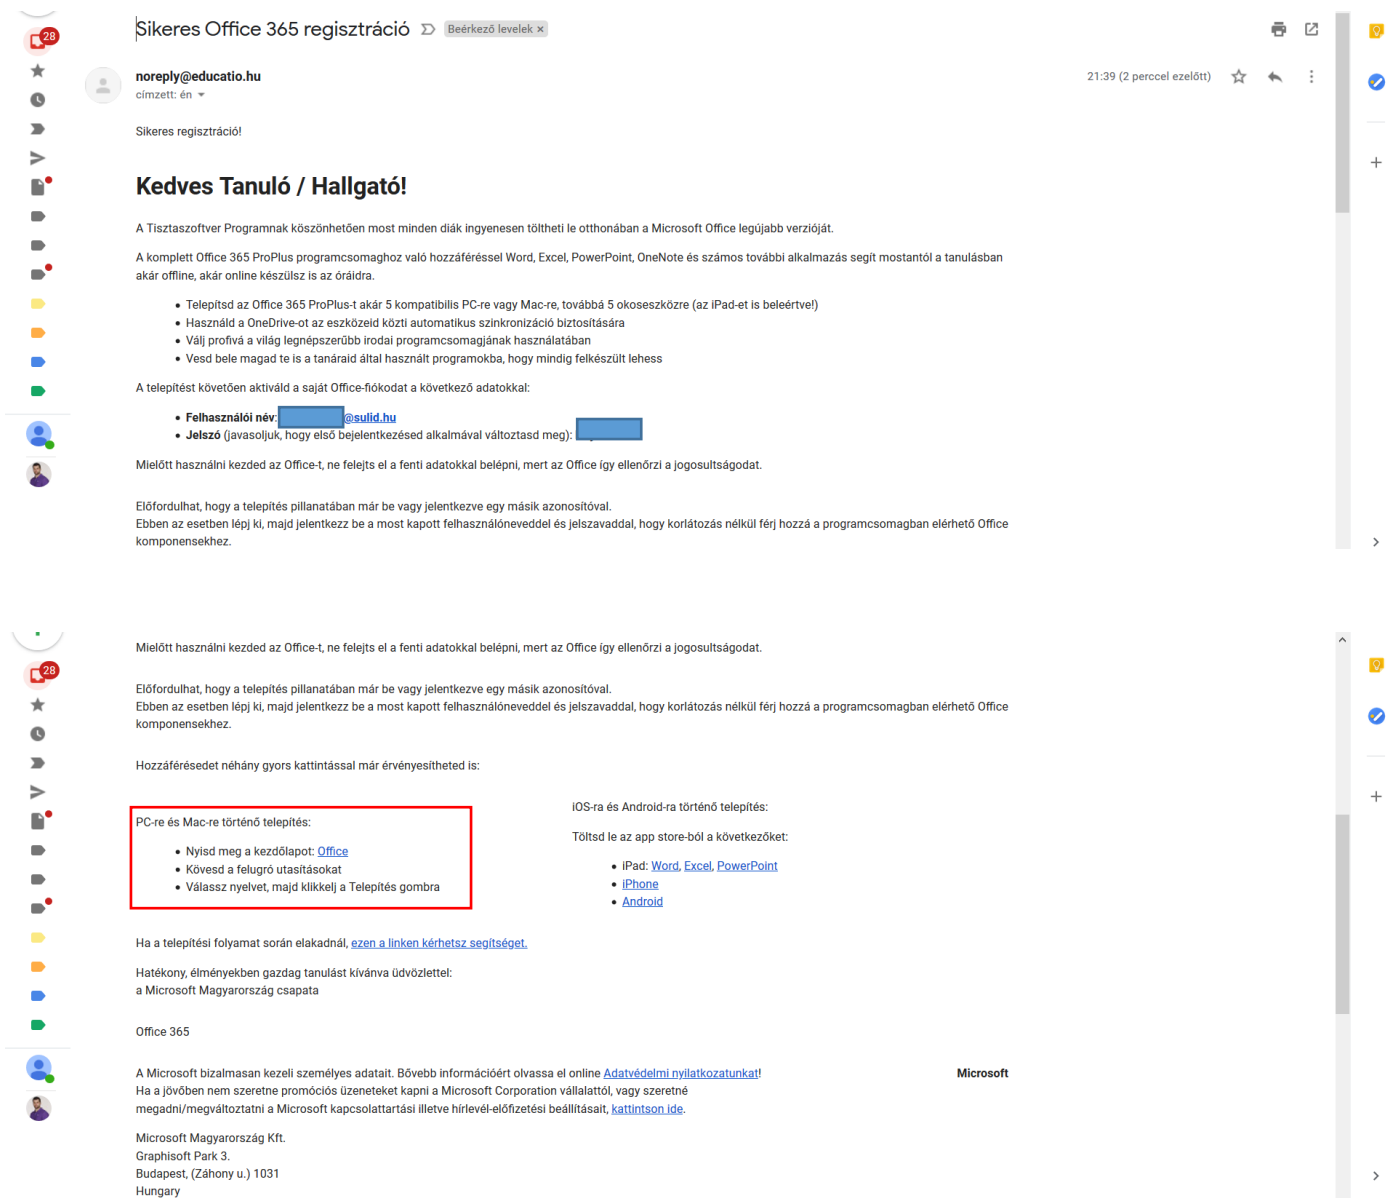 Sikeres Office 365 regisztráció
Beérkező levelek ×
28
noreply@educatio.hu
21:39 (2 perccel ezelőtt)
címzett: én
Sikeres regisztráció!
Kedves Tanuló / Hallgató!
A Tisztaszoftver Programnak köszönhetően most minden diák ingyenesen töltheti le otthonában a Microsoft Office legújabb verzióját.
A komplett Office 365 ProPlus programcsomaghoz való hozzáféréssel Word, Excel, PowerPoint, OneNote és számos további alkalmazás segít mostantól a tanulásban
akár offline, akár online készülsz is az óráidra.
• Telepítsd az Office 365 ProPlus-t akár 5 kompatibilis PC-re vagy Mac-re, továbbá 5 okoseszközre (az iPad-et is beleértve!)
• Használd a OneDrive-ot az eszközeid közti automatikus szinkronizáció biztosítására
• Válj profivá a világ legnépszerűbb irodai programcsomagjának használatában
• Vesd bele magad te is a tanáraid által használt programokba, hogy mindig felkészült lehess
A telepítést követően aktiváld a saját Office-fiókodat a következő adatokkal:
• Felhasználói név: @sulid.hu
• Jelszó (javasoljuk, hogy első bejelentkezésed alkalmával változtasd meg):
Mielőtt használni kezded az Office-t, ne felejts el a fenti adatokkal belépni, mert az Office így ellenőrzi a jogosultságodat.
Előfordulhat, hogy a telepítés pillanatában már be vagy jelentkezve egy másik azonosítóval.
Ebben az esetben lépj ki, majd jelentkezz be a most kapott felhasználóneveddel és jelszavaddal, hogy korlátozás nélkül férj hozzá a programcsomagban elérhető Office
komponensekhez.
Mielőtt használni kezded az Office-t, ne felejts el a fenti adatokkal belépni, mert az Office így ellenőrzi a jogosultságodat.
28
Előfordulhat, hogy a telepítés pillanatában már be vagy jelentkezve egy másik azonosítóval.
Ebben az esetben lépj ki, majd jelentkezz be a most kapott felhasználóneveddel és jelszavaddal, hogy korlátozás nélkül férj hozzá a programcsomagban elérhető Office
komponensekhez.
Hozzáférésedet néhány gyors kattintással már érvényesítheted is:
PC-re és Mac-re történő telepítés:
• Nyisd meg a kezdőlapot: Office
• Kövesd a felugró utasításokat
• Válassz nyelvet, majd klikkelj a Telepítés gombra
iOS-ra és Android-ra történő telepítés:
Töltsd le az app store-ból a következőket:
• iPad: Word, Excel, PowerPoint
• iPhone
• Android
Ha a telepítési folyamat során elakadnál, ezen a linken kérhetsz segítséget.
Hatékony, élményekben gazdag tanulást kívánva üdvözlettel:
a Microsoft Magyarország csapata
Office 365
A Microsoft bizalmasan kezeli személyes adatait. Bővebb információért olvassa el online Adatvédelmi nyilatkozatunkat!
Microsoft
Ha a jövőben nem szeretne promóciós üzeneteket kapni a Microsoft Corporation vállalattól, vagy szeretné
megadni/megváltoztatni a Microsoft kapcsolattartási illetve hírlevél-előfizetési beállításait, kattintson ide.
Microsoft Magyarország Kft.
Graphisoft Park 3.
Budapest, (Záhony u.) 1031
Hungary